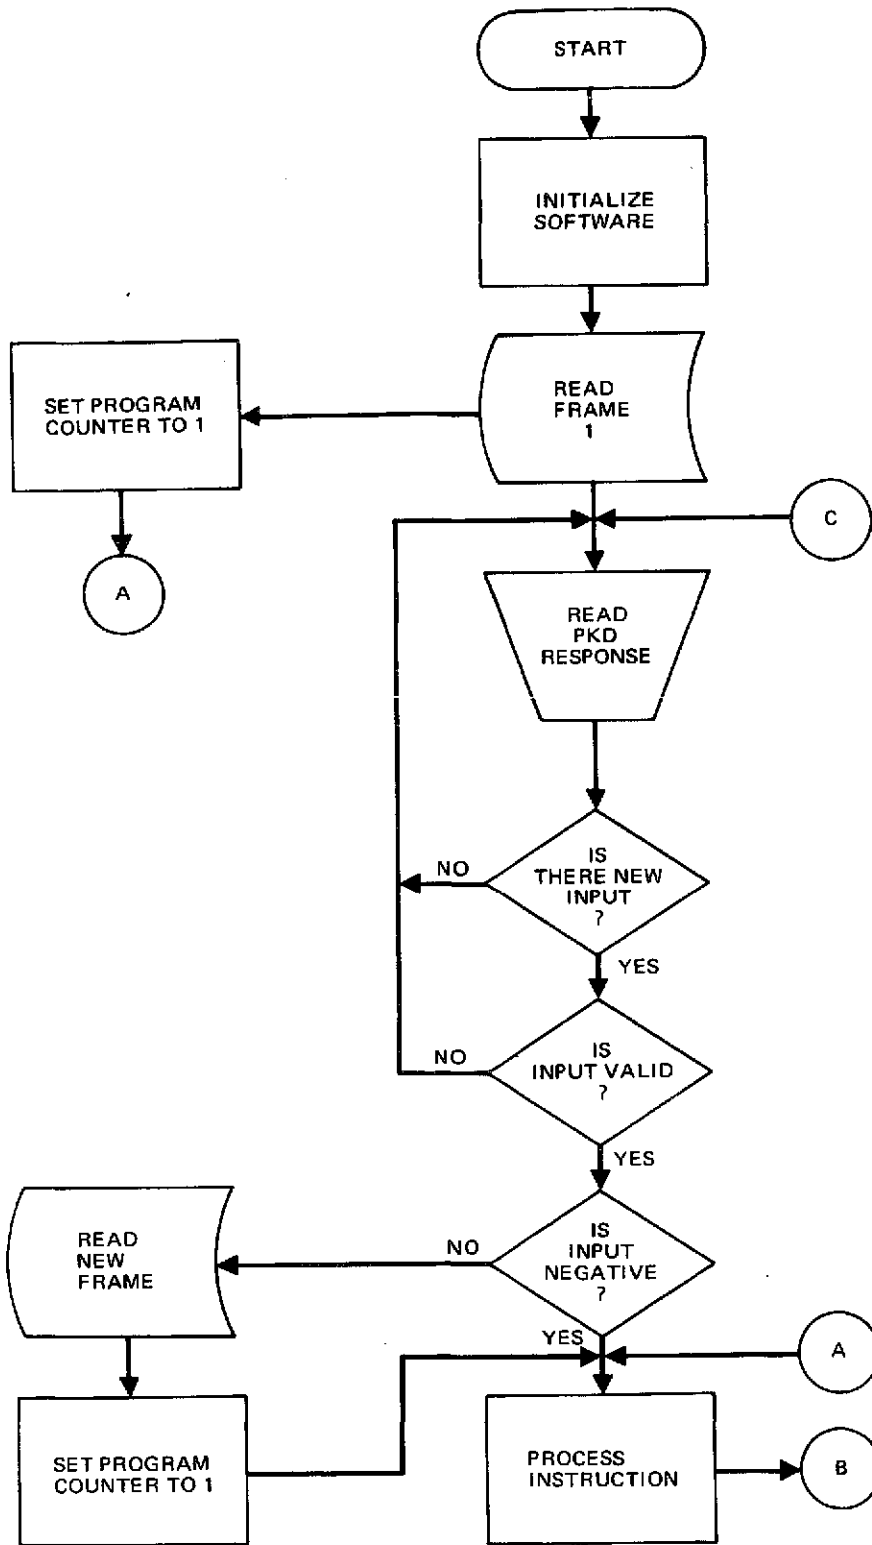 START
INITIALIZE
SOFTWARE
SET PROGRAM
COUNTER TO 1
READ
FRAME
1
C
A
READ
PKD
RESPONSE
IS
THERE NEW
INPUT
?
NO
YES
IS
INPUT VALID
?
NO
YES
READ
NEW
FRAME
NO
IS
INPUT
NEGATIVE
?
YES
A
SET PROGRAM
COUNTER TO 1
PROCESS
INSTRUCTION
B